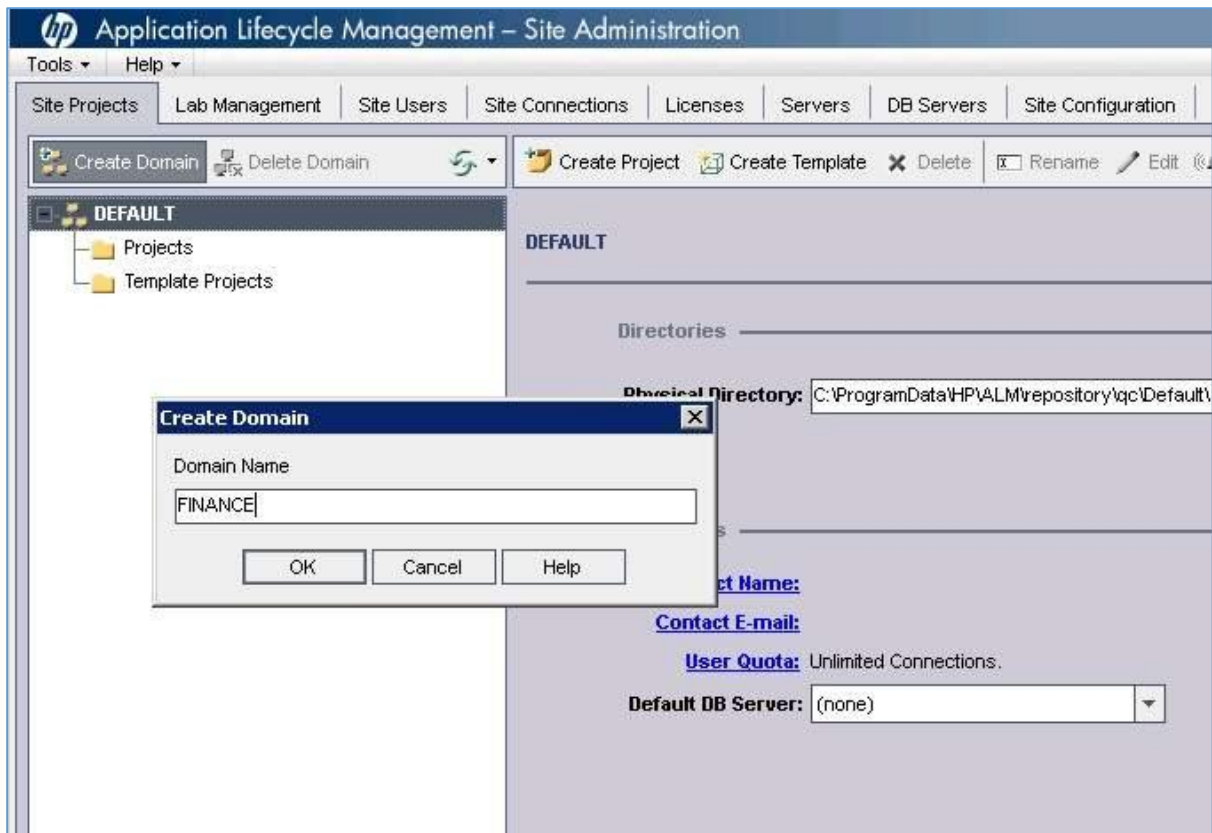 hp Application Lifecycle Management – Site Administration
Tools Help
Site Projects Lab Management Site Users Site Connections Licenses Servers DB Servers Site Configuration
Create Domain Delete Domain Create Project Create Template Delete Rename Edit
DEFAULT
Projects
Template Projects
DEFAULT
Directories
Physical Directory: C:\ProgramData\HP\ALM\repository\qc\Default\
Create Domain
Domain Name
FINANCE
OK Cancel Help
ct Name:
Contact E-mail:
User Quota: Unlimited Connections.
Default DB Server: (none)